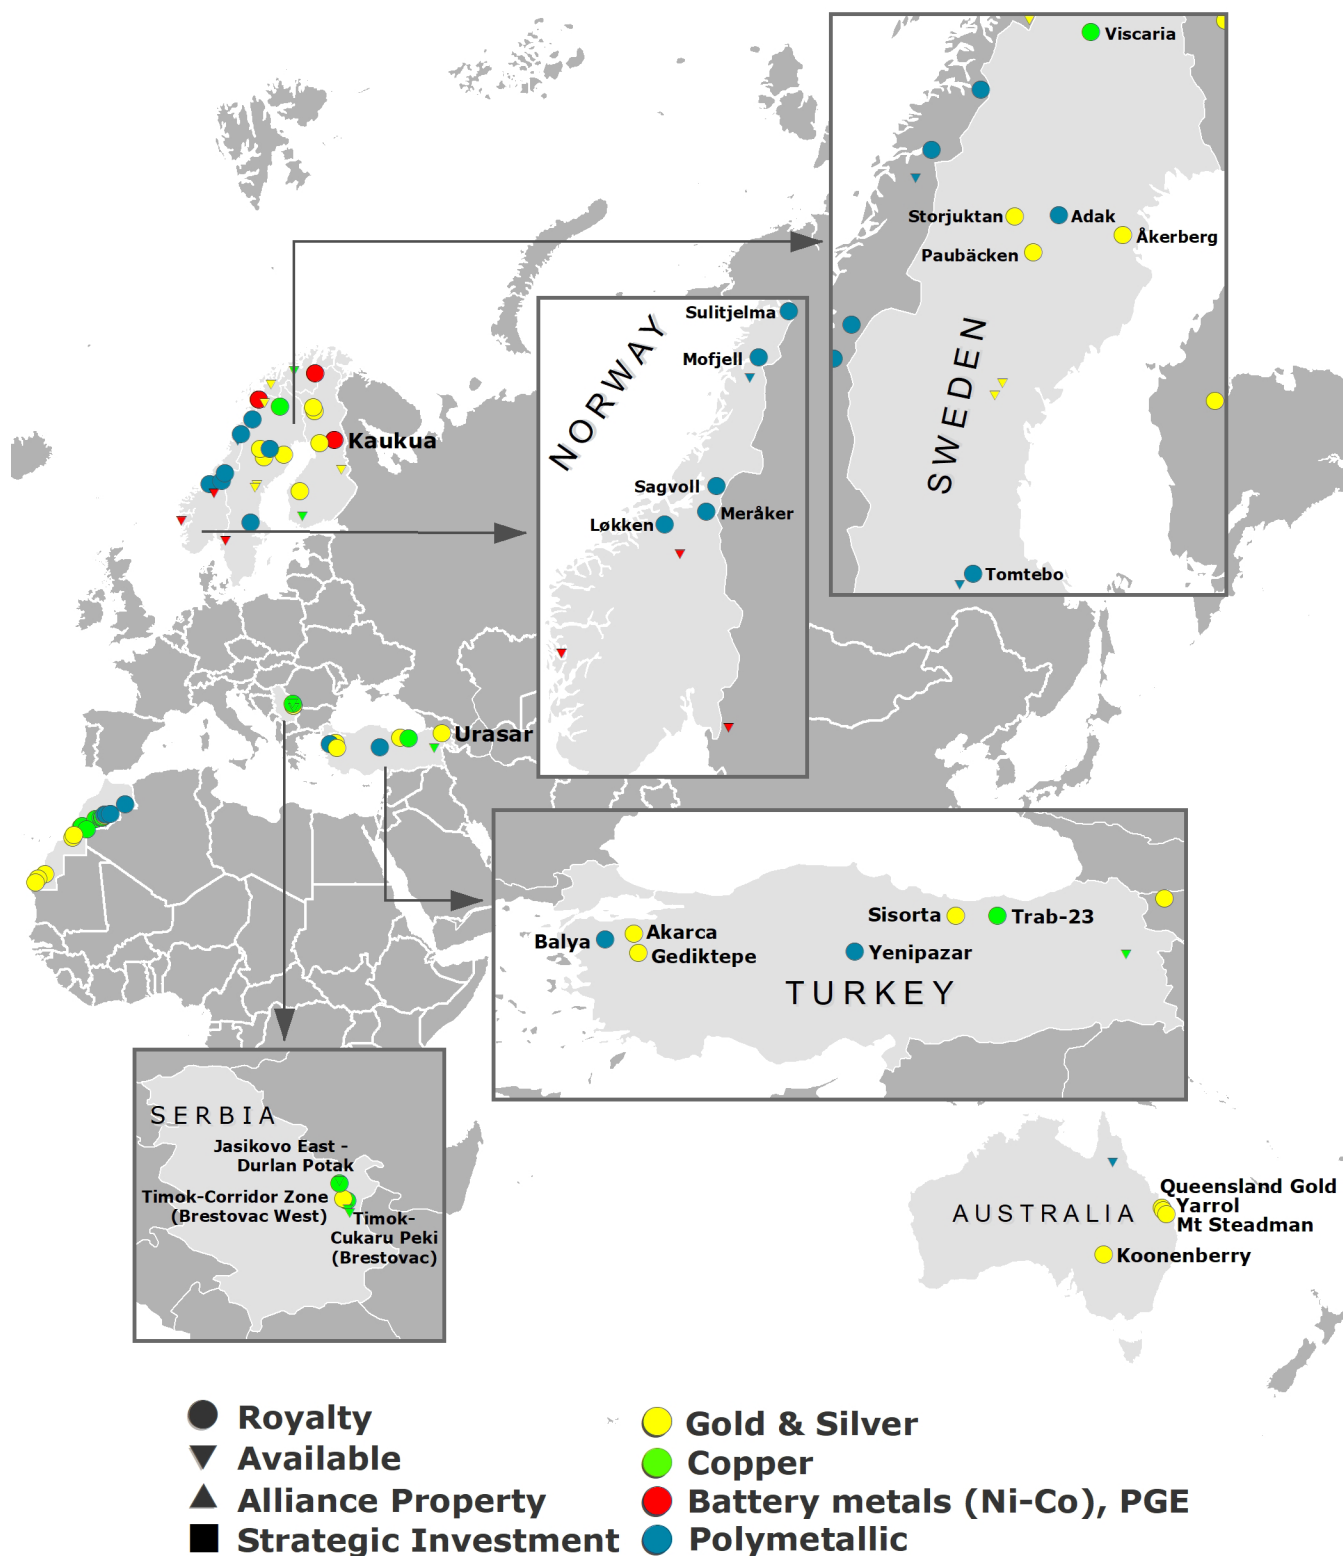 Viscaria
Storjuktan
Adak
Åkerberg
Paubäcken
SWEDEN
Tomtebo
Sulitjelma
NORWAY
Mofjell
Sagvoll
Meråker
Løkken
Kaukua
Urasar
Sisorta
Trab-23
Akarca
Balya
Gediktepe
Yenipazar
TURKEY
SERBIA
Jasikovo East -
Durlan Potak
Timok-Corridor Zone
(Brestovac West)
Timok-
Cukaru Peki
(Brestovac)
Queensland Gold
Yarrol
AUSTRALIA
Mt Steadman
Koonenberry
Royalty
Available
Alliance Property
Strategic Investment
Gold & Silver
Copper
Battery metals (Ni-Co), PGE
Polymetallic